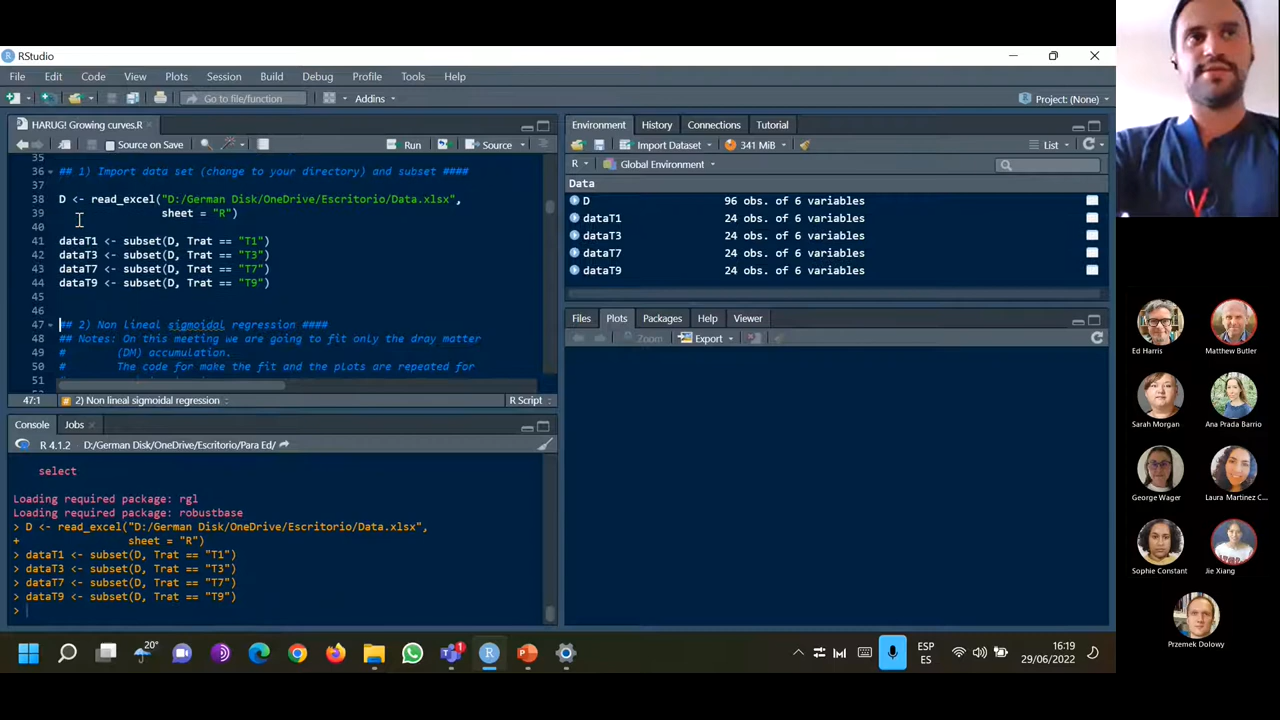 RStudio
File Edit Code View Plots Session Build Debug Profile Tools Help
Go to file/function
Addins
Project: (None)
HARUG! Growing curves.R
Source on Save
Run
Source
35
36 ## 1) Import data set (change to your directory) and subset ####
37
38 D <- read_excel("D:/German Disk/OneDrive/Escritorio/Data.xlsx",
39 sheet = "R")
40
41 dataT1 <- subset(D, Trat == "T1")
42 dataT3 <- subset(D, Trat == "T3")
43 dataT7 <- subset(D, Trat == "T7")
44 dataT9 <- subset(D, Trat == "T9")
45
46
47 ## 2) Non lineal sigmoidal regression ####
48 ## Notes: On this meeting we are going to fit only the dray matter
49 # (DM) accumulation.
50 # The code for make the fit and the plots are repeated for
51
47:1 # 2) Non lineal sigmoidal regression
R Script
Console Jobs
R 4.1.2 · D:/German Disk/OneDrive/Escritorio/Para Ed/
select
Loading required package: rgl
Loading required package: robustbase
> D <- read_excel("D:/German Disk/OneDrive/Escritorio/Data.xlsx",
+ sheet = "R")
> dataT1 <- subset(D, Trat == "T1")
> dataT3 <- subset(D, Trat == "T3")
> dataT7 <- subset(D, Trat == "T7")
> dataT9 <- subset(D, Trat == "T9")
>
Environment History Connections Tutorial
Import Dataset 341 MiB List
R Global Environment
Data
D 96 obs. of 6 variables
dataT1 24 obs. of 6 variables
dataT3 24 obs. of 6 variables
dataT7 24 obs. of 6 variables
dataT9 24 obs. of 6 variables
Files Plots Packages Help Viewer
Zoom Export
20°
1
ESP
ES
16:19
29/06/2022
Ed Harris
Matthew Butler
Sarah Morgan
Ana Prada Barrio
George Wager
Laura Martinez C...
Sophie Constant
Jie Xiang
Przemek Dolowy